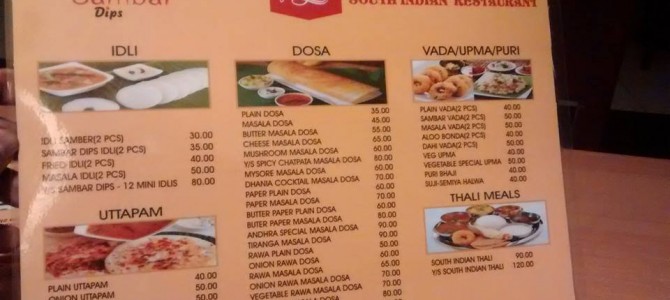 Dips
SOUTH INDIAN RESTAURANT
IDLI
IDLI SAMBER(2 PCS) 30.00
SAMBAR DIPS IDLI(2 PCS) 35.00
FRIED IDLI(2 PCS) 40.00
MASALA IDLI(2 PCS) 50.00
Y/S SAMBAR DIPS - 12 MINI IDLIS 80.00
UTTAPAM
PLAIN UTTAPAM 40.00
ONION UTTAPAM 50.00
DOSA
PLAIN DOSA 35.00
MASALA DOSA 45.00
BUTTER MASALA DOSA 55.00
CHEESE MASALA DOSA
MUSHROOM MASALA DOSA 60.00
Y/S SPICY CHATPATA MASALA DOSA 80.00
MYSORE MASALA DOSA 60.00
DHANIA COCKTAIL MASALA DOSA 70.00
PAPER PLAIN DOSA 60.00
PAPER MASALA DOSA 70.00
BUTTER PAPER PLAIN DOSA
BUTER PAPER MASALA DOSA 80.00
ANDHRA SPECIAL MASALA DOSA 90.00
TIRANGA MASALA DOSA 90.00
RAWA PLAIN DOSA 50.00
ONION RAWA DOSA 60.00
RAWA MASALA DOSA 65.00
ONION RAWA MASALA DOSA 70.00
VEGETABLE RAWA MASALA DOSA 70.00
VADA/UPMA/PURI
PLAIN VADA(2 PCS) 40.00
SAMBAR VADA(2 PCS) 50.00
MASALA VADA(2 PCS) 50.00
ALOO BONDA(2 PCS) 40.00
DAHI VADA(2 PCS) 50.00
VEG UPMA 40.00
VEGETABLE SPECIAL UPMA 50.00
PURI BHAJI 40.00
SUJI-SEMIYA HALWA 40.00
THALI MEALS
SOUTH INDIAN THALI 90.00
Y/S SOUTH INDIAN THALI 120.00